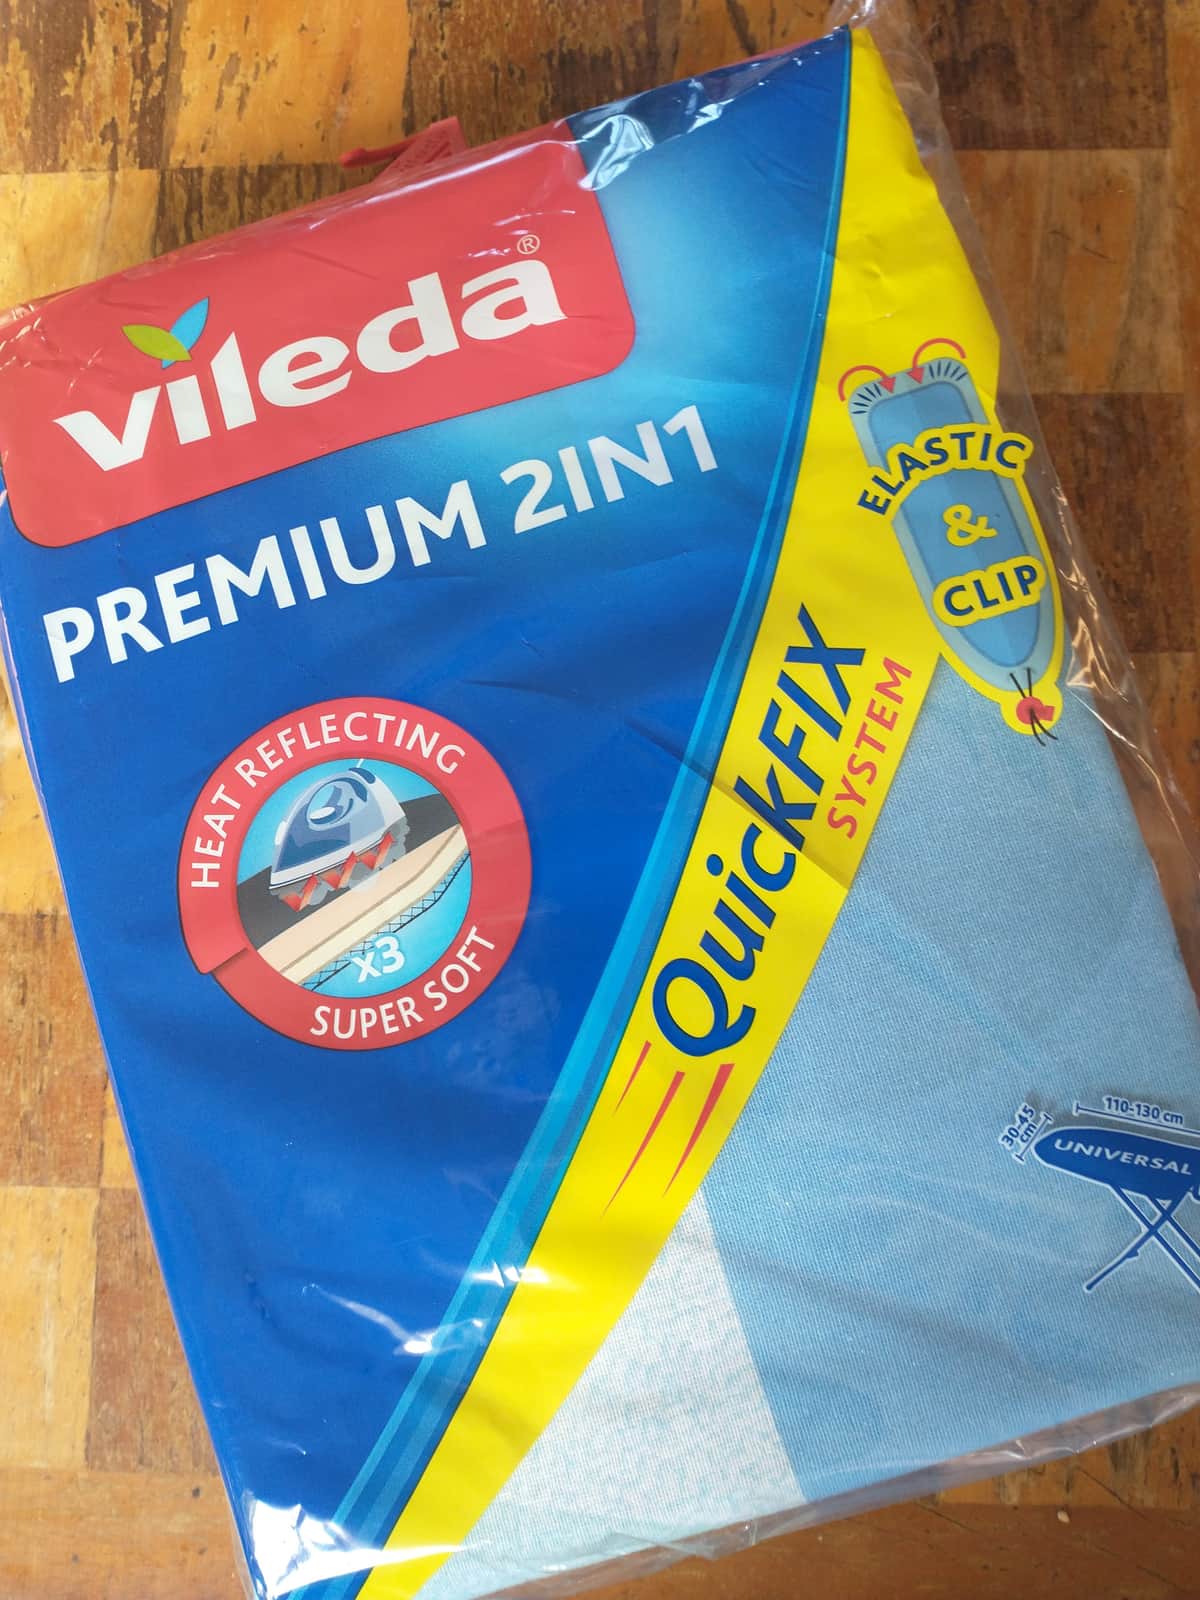 vileda®
PREMIUM 2IN1
HEAT REFLECTING
x3
SUPER SOFT
ELASTIC
&
CLIP
QuickFIX
SYSTEM
110-130 cm
30-45
cm
UNIVERSAL